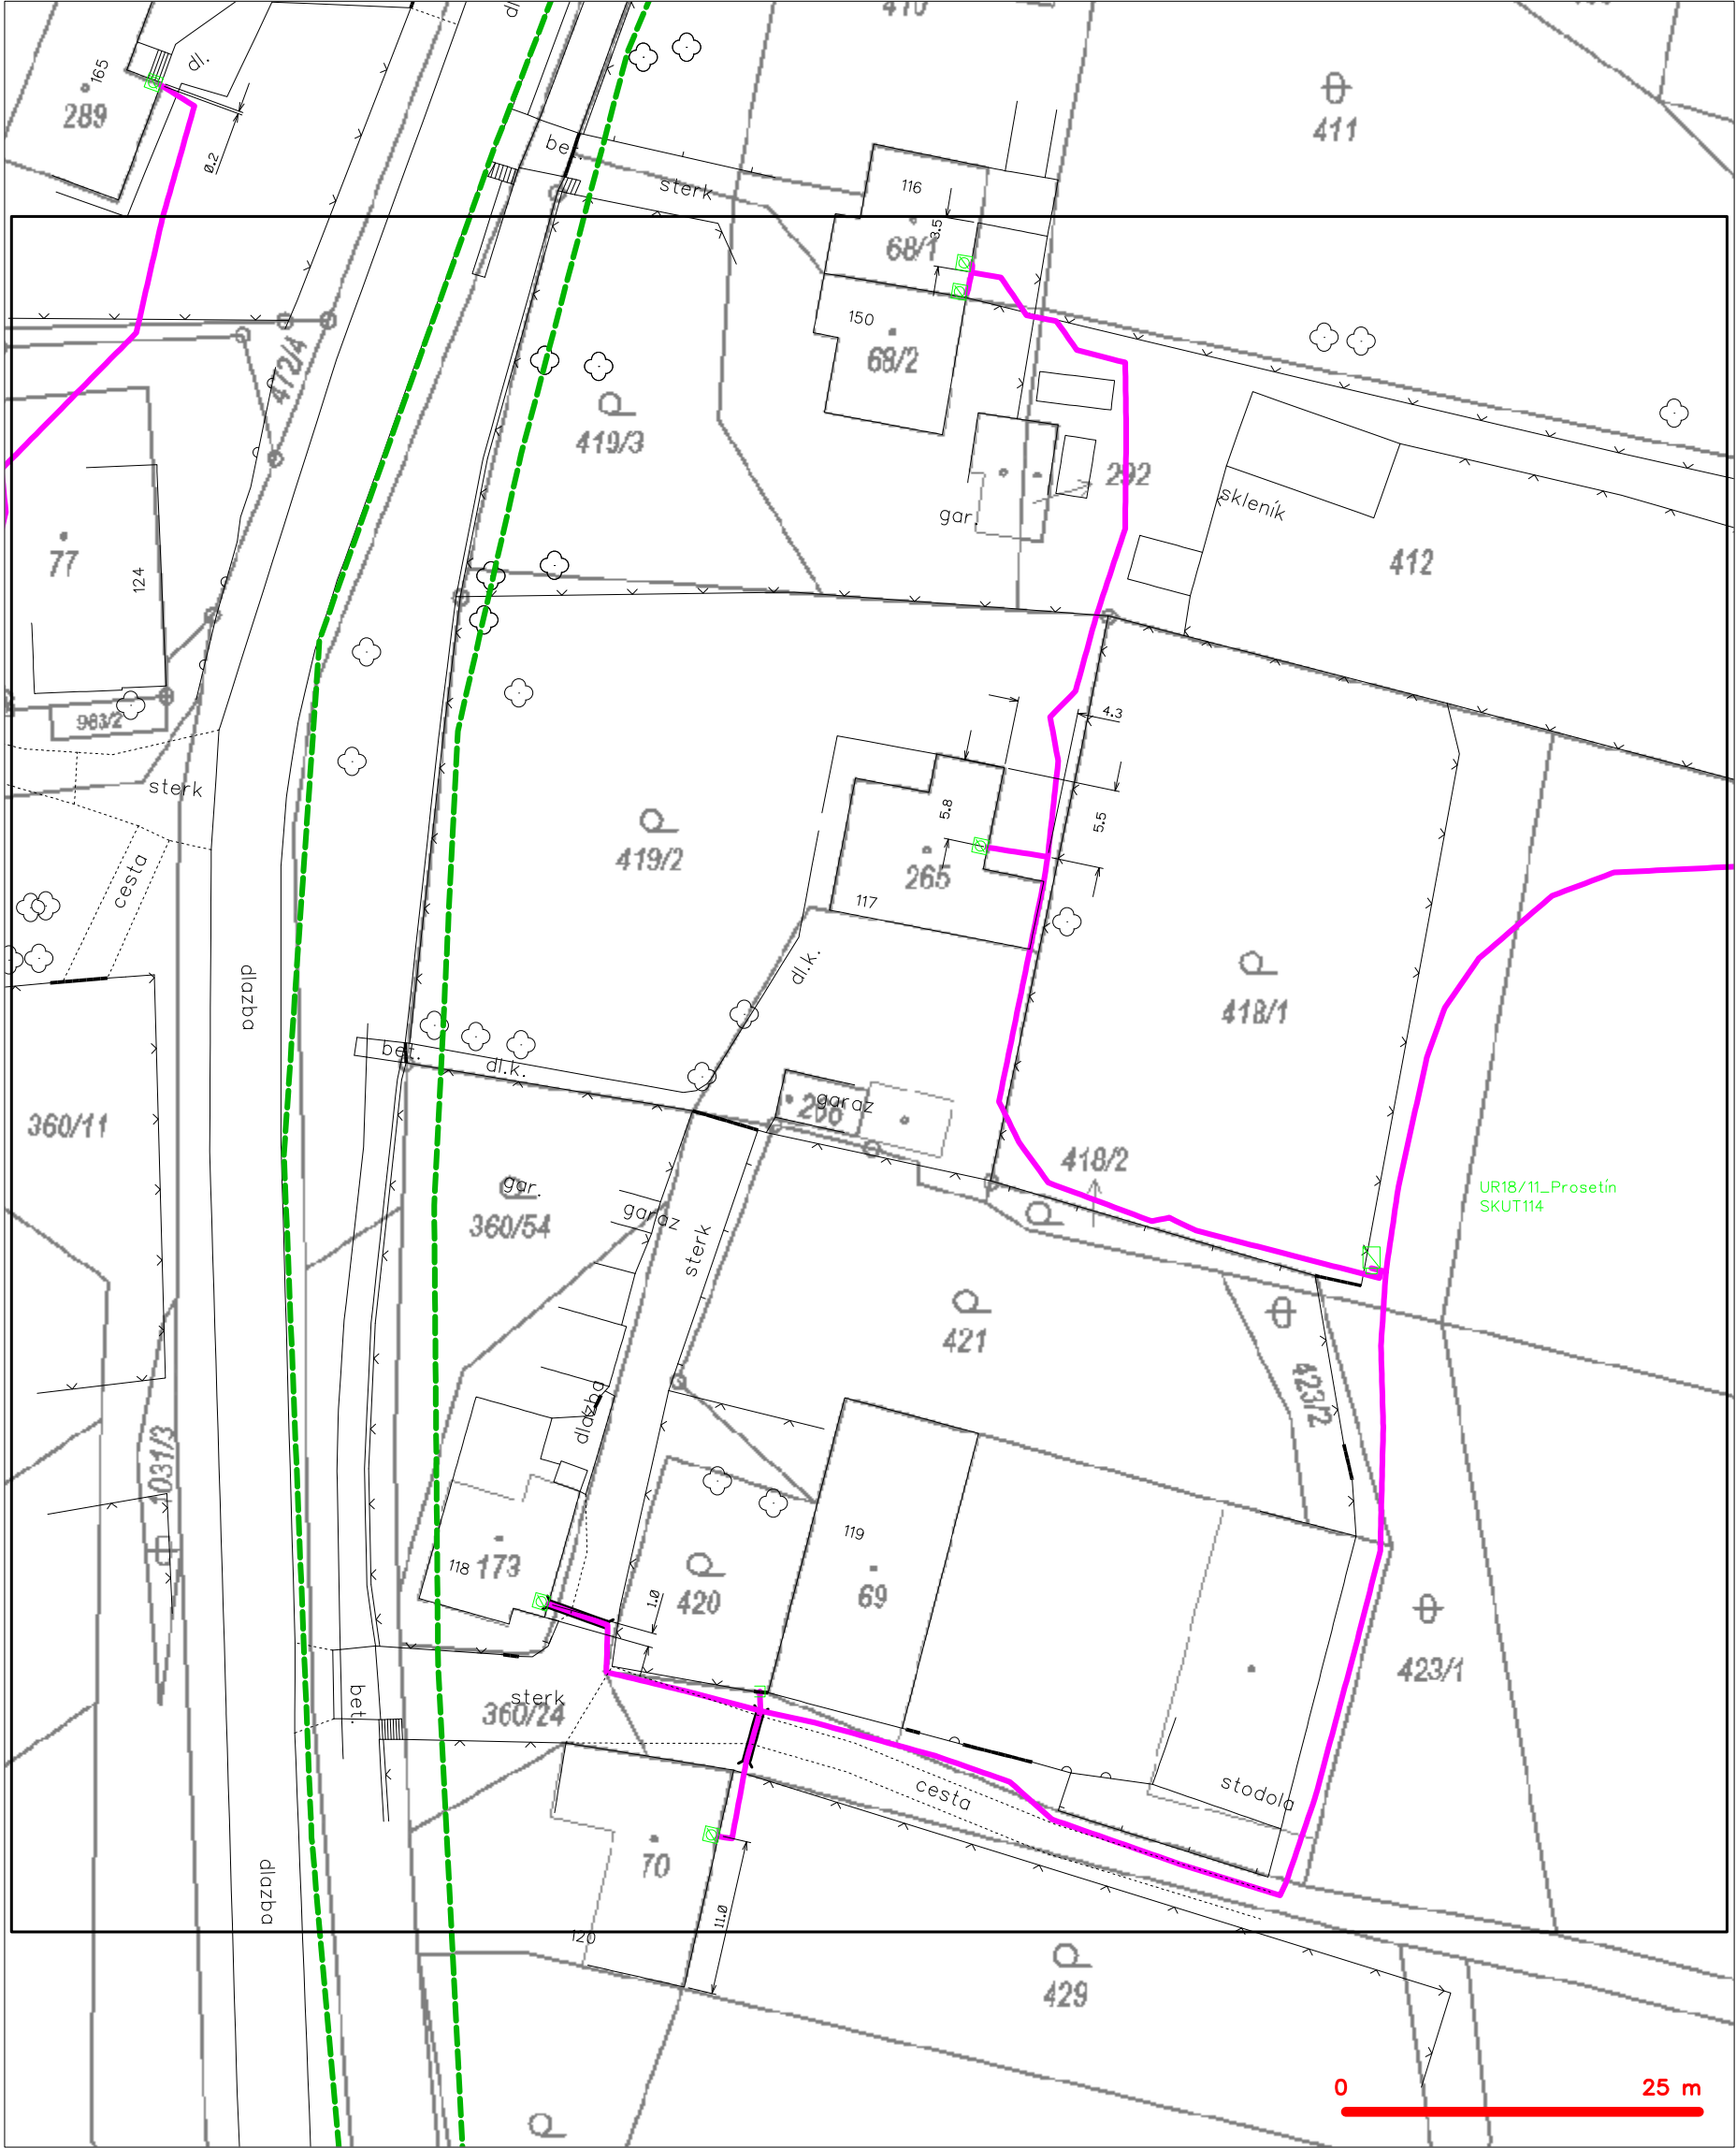 410
dl.
165
289
0.2
411
bet.
sterk
116
68/1
3.5
150
68/2
472/4
419/3
292
gar.
skleník
412
77
124
983/2
sterk
4.3
5.8
5.5
419/2
265
117
cesta
dl.k.
dlazba
418/1
bet.
dl.k.
garaz
360/11
418/2
UR18/11_Prosetín
SKUT114
gar.
360/54
garaz
sterk
421
423/2
dlazba
1031/3
119
118
173
1.0
420
69
423/1
sterk
360/24
bet.
cesta
stodola
70
dlazba
11.0
120
429
0
25 m